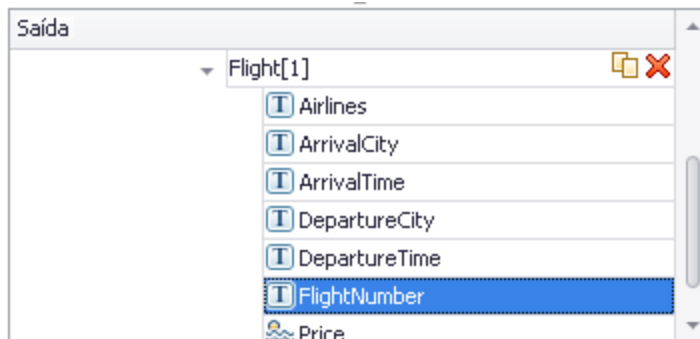 Saída
Flight[1]
T Airlines
T ArrivalCity
T ArrivalTime
T DepartureCity
T DepartureTime
T FlightNumber
Price